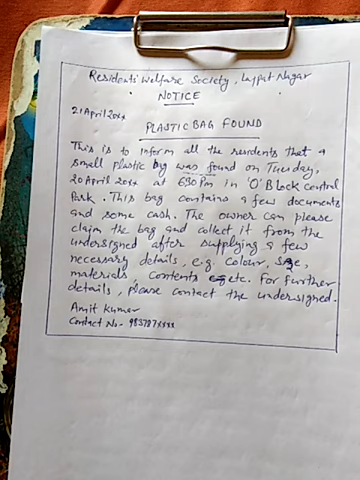 Residents Welfare Society, Lajpat Nagar
NOTICE
21 April 20xx
PLASTIC BAG FOUND
This is to inform all the residents that a
small plastic bag was found on Tuesday,
20 April 20xx at 6:30 Pm in 'O' Block Central
Park. This bag contains a few documents
and some cash. The owner can please
claim the bag and collect it from the
undersigned after supplying a few
necessary details, e.g. colour, Size,
materials, contents etc. For further
details, please contact the undersigned.
Amit Kumar
Contact No- 983787xxxx